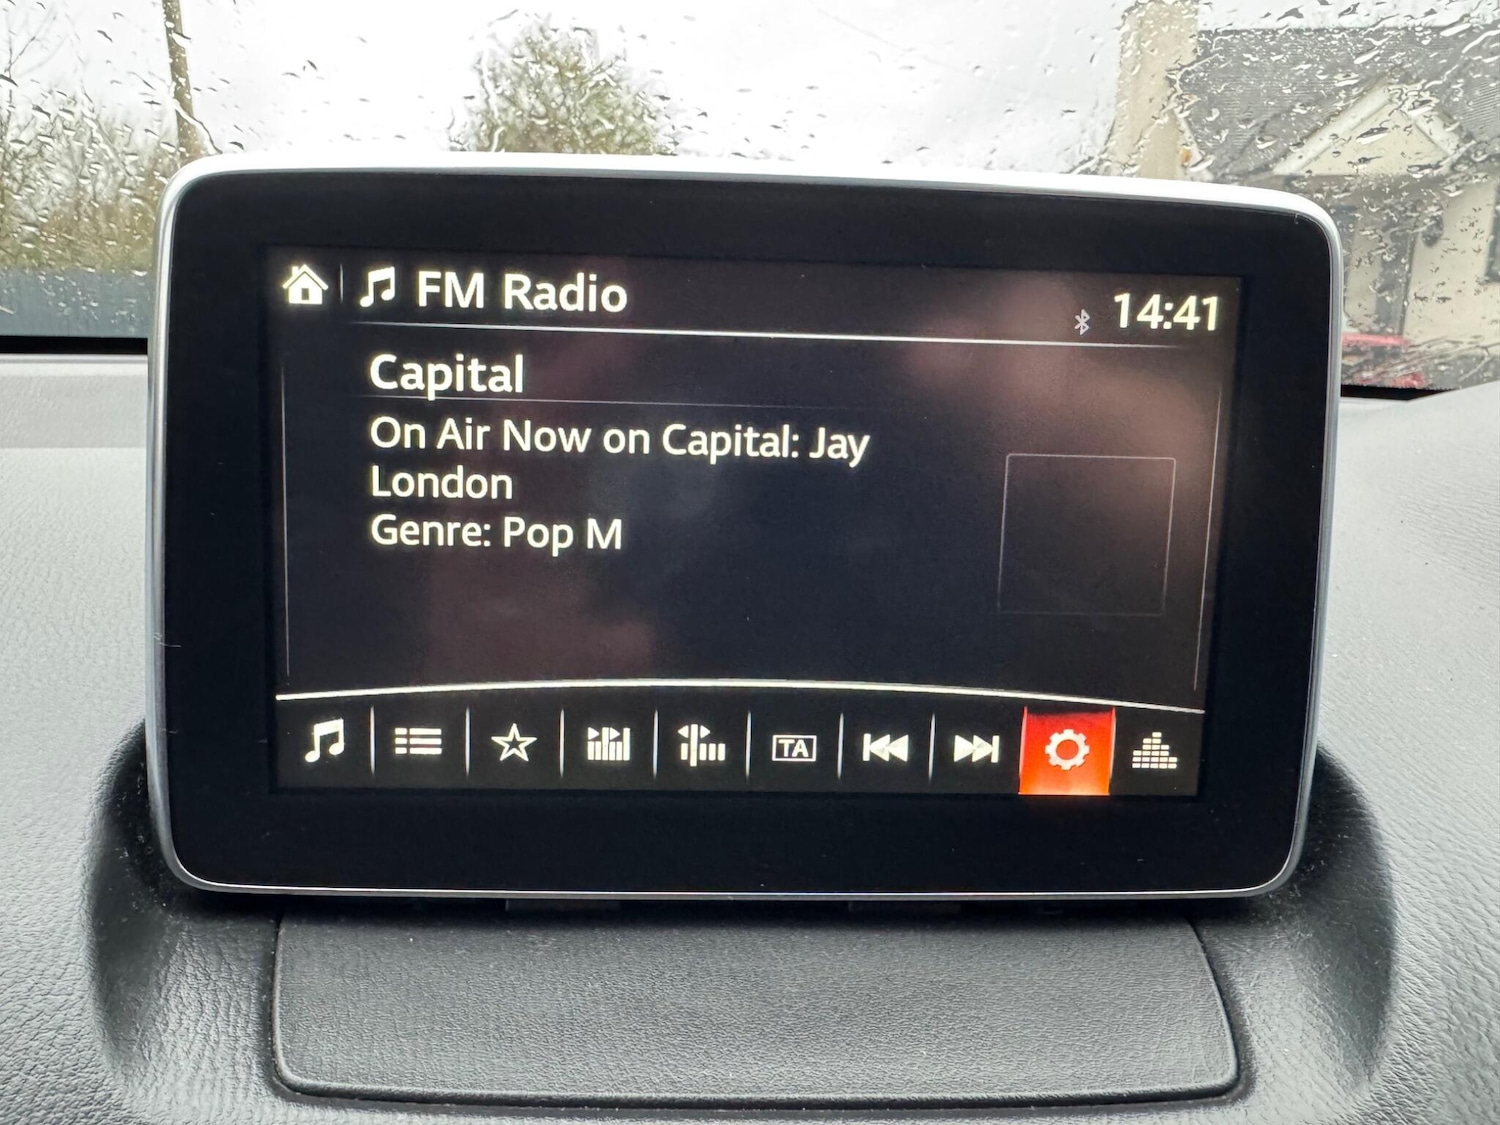 FM Radio
14:41
Capital
On Air Now on Capital: Jay
London
Genre: Pop M
TA